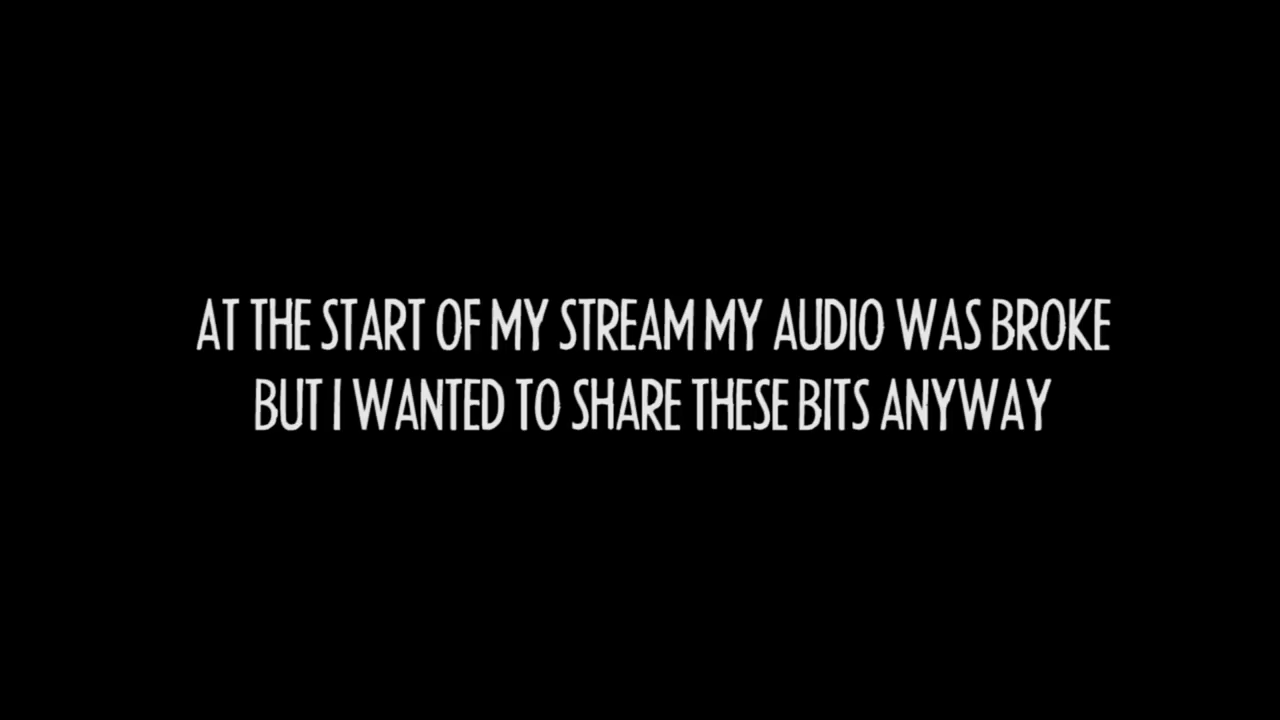 AT THE START OF MY STREAM MY AUDIO WAS BROKE
BUT I WANTED TO SHARE THESE BITS ANYWAY